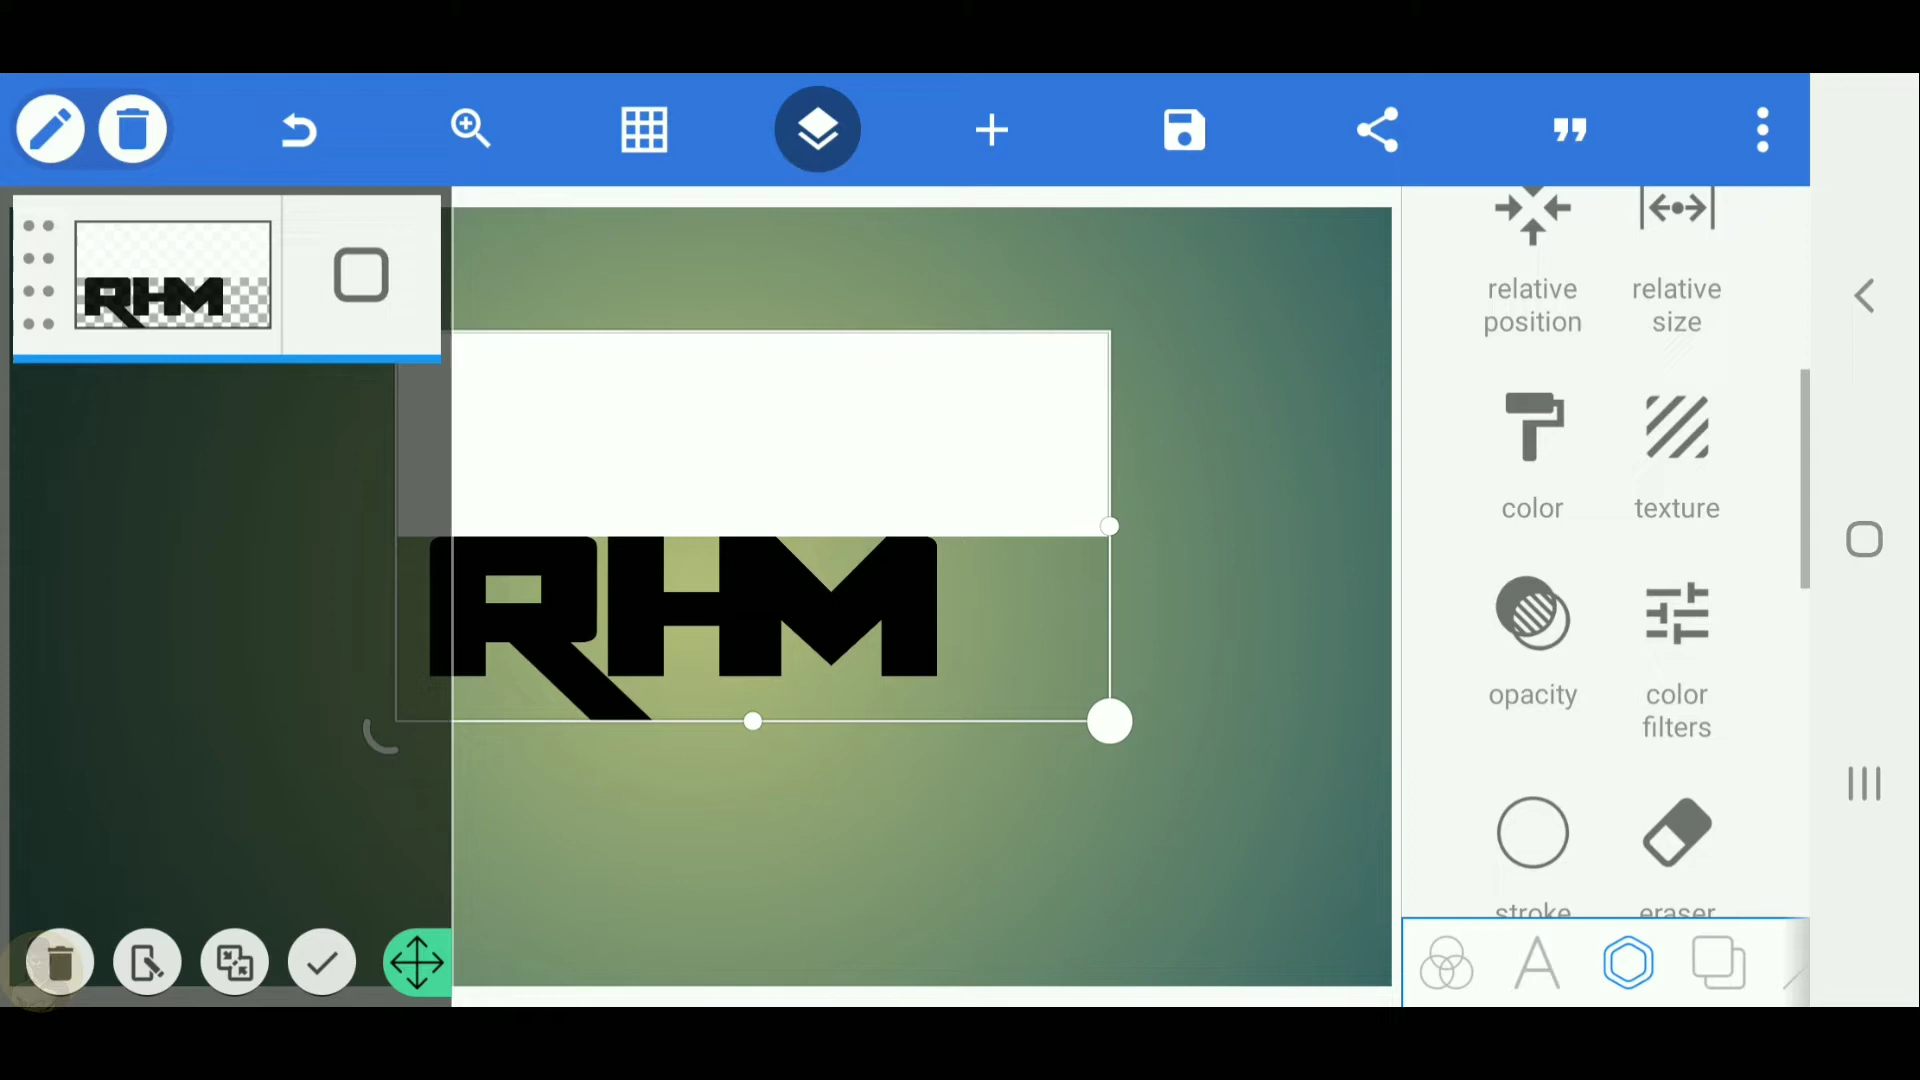 RHM
relative
position
relative
size
RHM
color
texture
opacity
color
filters
stroke
eraser